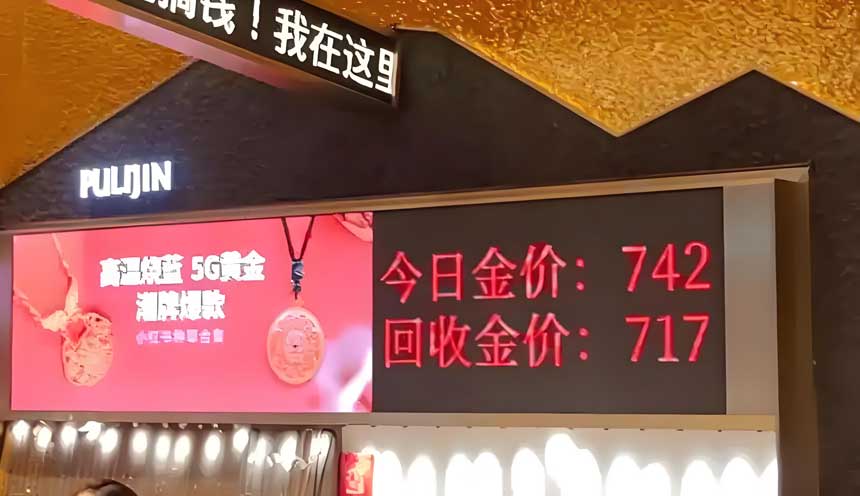 钱！我在这里
PULIJIN
高温烧蓝 5G黄金
潮牌爆款
今日金价：742
回收金价：717